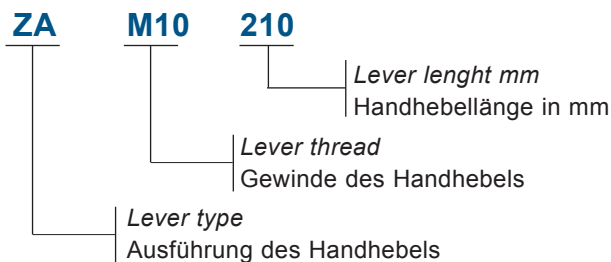 ZA M10 210
Lever lenght mm
Handhebellänge in mm
Lever thread
Gewinde des Handhebels
Lever type
Ausführung des Handhebels